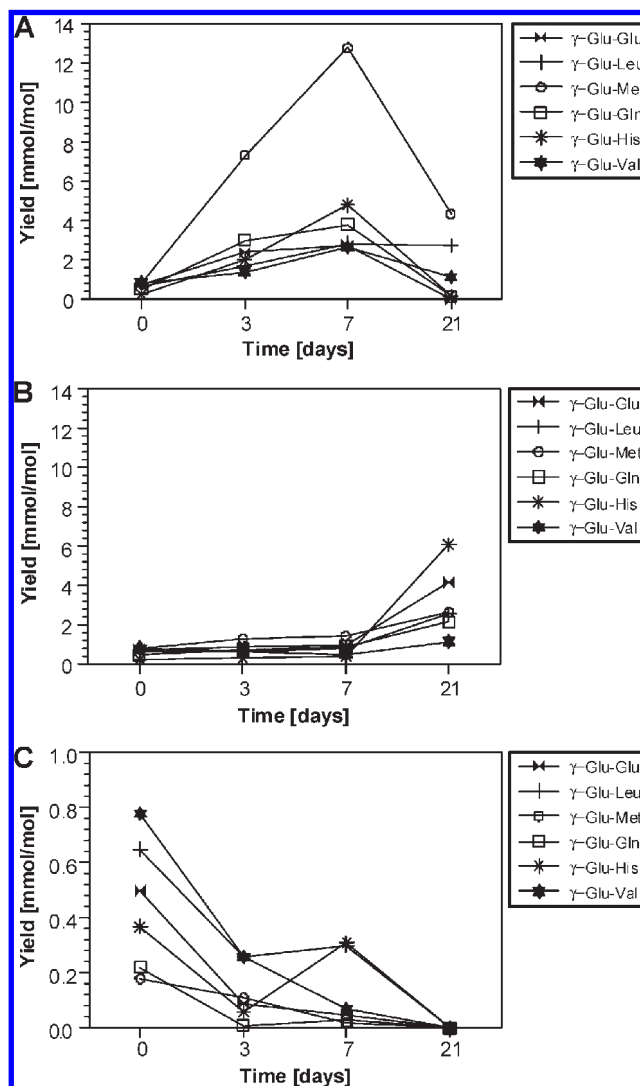 A
14
12
10
8
6
4
2
0
Yield [mmol/mol]
0 3 7 21
Time [days]
γ-Glu-Glu
γ-Glu-Leu
γ-Glu-Me
γ-Glu-Gln
γ-Glu-His
γ-Glu-Val
B
14
12
10
8
6
4
2
0
Yield [mmol/mol]
0 3 7 21
Time [days]
γ-Glu-Glu
γ-Glu-Leu
γ-Glu-Met
γ-Glu-Gln
γ-Glu-His
γ-Glu-Val
C
1.0
0.8
0.6
0.4
0.2
0.0
Yield [mmol/mol]
0 3 7 21
Time [days]
γ-Glu-Glu
γ-Glu-Leu
γ-Glu-Met
γ-Glu-Gln
γ-Glu-His
γ-Glu-Val